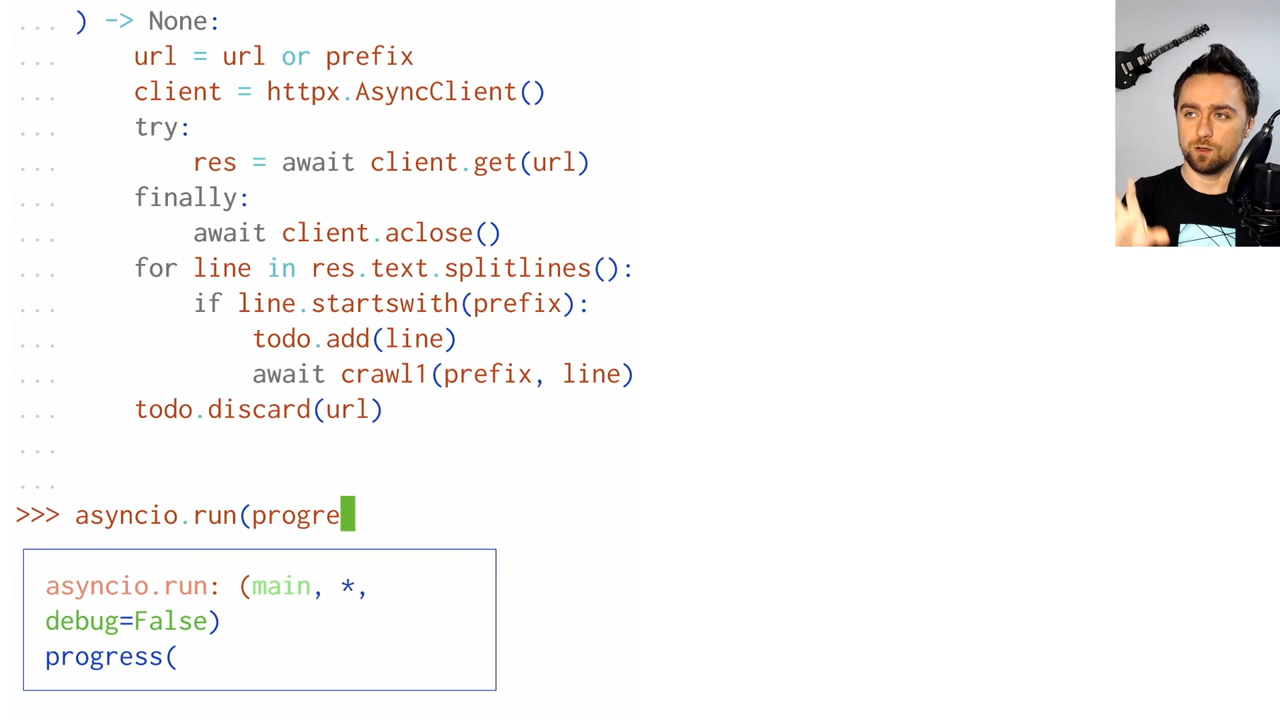 ... ) -> None:
...     url = url or prefix
...     client = httpx.AsyncClient()
...     try:
...         res = await client.get(url)
...     finally:
...         await client.aclose()
...     for line in res.text.splitlines():
...         if line.startswith(prefix):
...             todo.add(line)
...             await crawl1(prefix, line)
...     todo.discard(url)
...
...
>>> asyncio.run(progre
asyncio.run: (main, *,
debug=False)
progress(